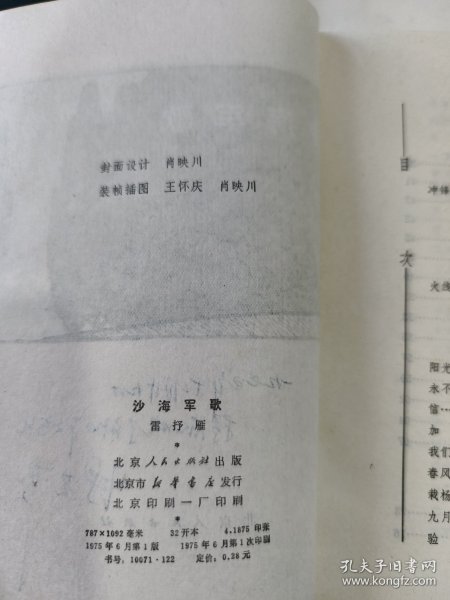 封面设计 肖映川
装帧插图 王怀庆 肖映川
沙海军歌
雷抒雁
*
北京人民出版社出版
北京市新华书店发行
北京印刷一厂印刷
*
787×1092毫米 32开本 4.1875印张
1975年6月第1版 1975年6月第1次印刷
书号：10071·122 定价：0.28元
目
次
冲锋
火线
阳光
永不
信…
加
我们
春风
栽杨
九月
验
孔夫子旧书网
www.kongfz.com